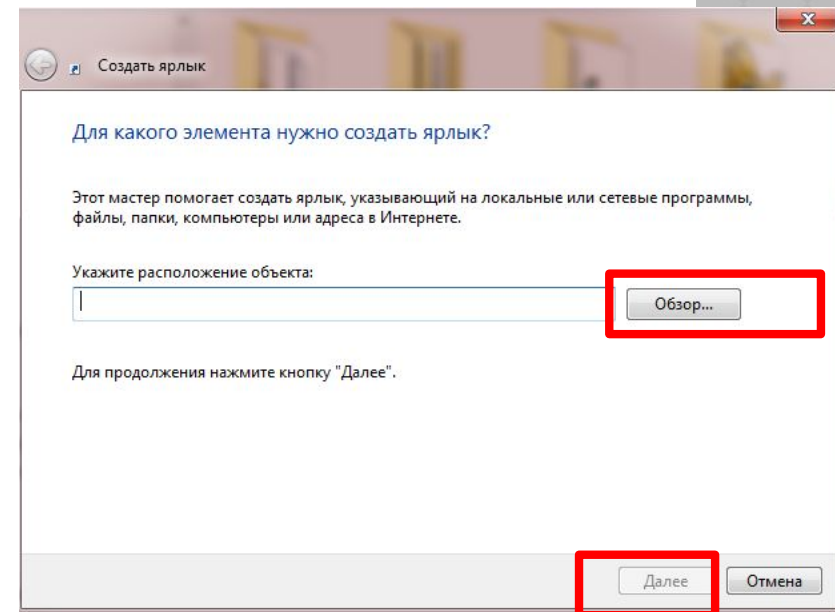 Создать ярлык
Для какого элемента нужно создать ярлык?
Этот мастер помогает создать ярлык, указывающий на локальные или сетевые программы,
файлы, папки, компьютеры или адреса в Интернете.
Укажите расположение объекта:
Обзор...
Для продолжения нажмите кнопку "Далее".
Далее
Отмена